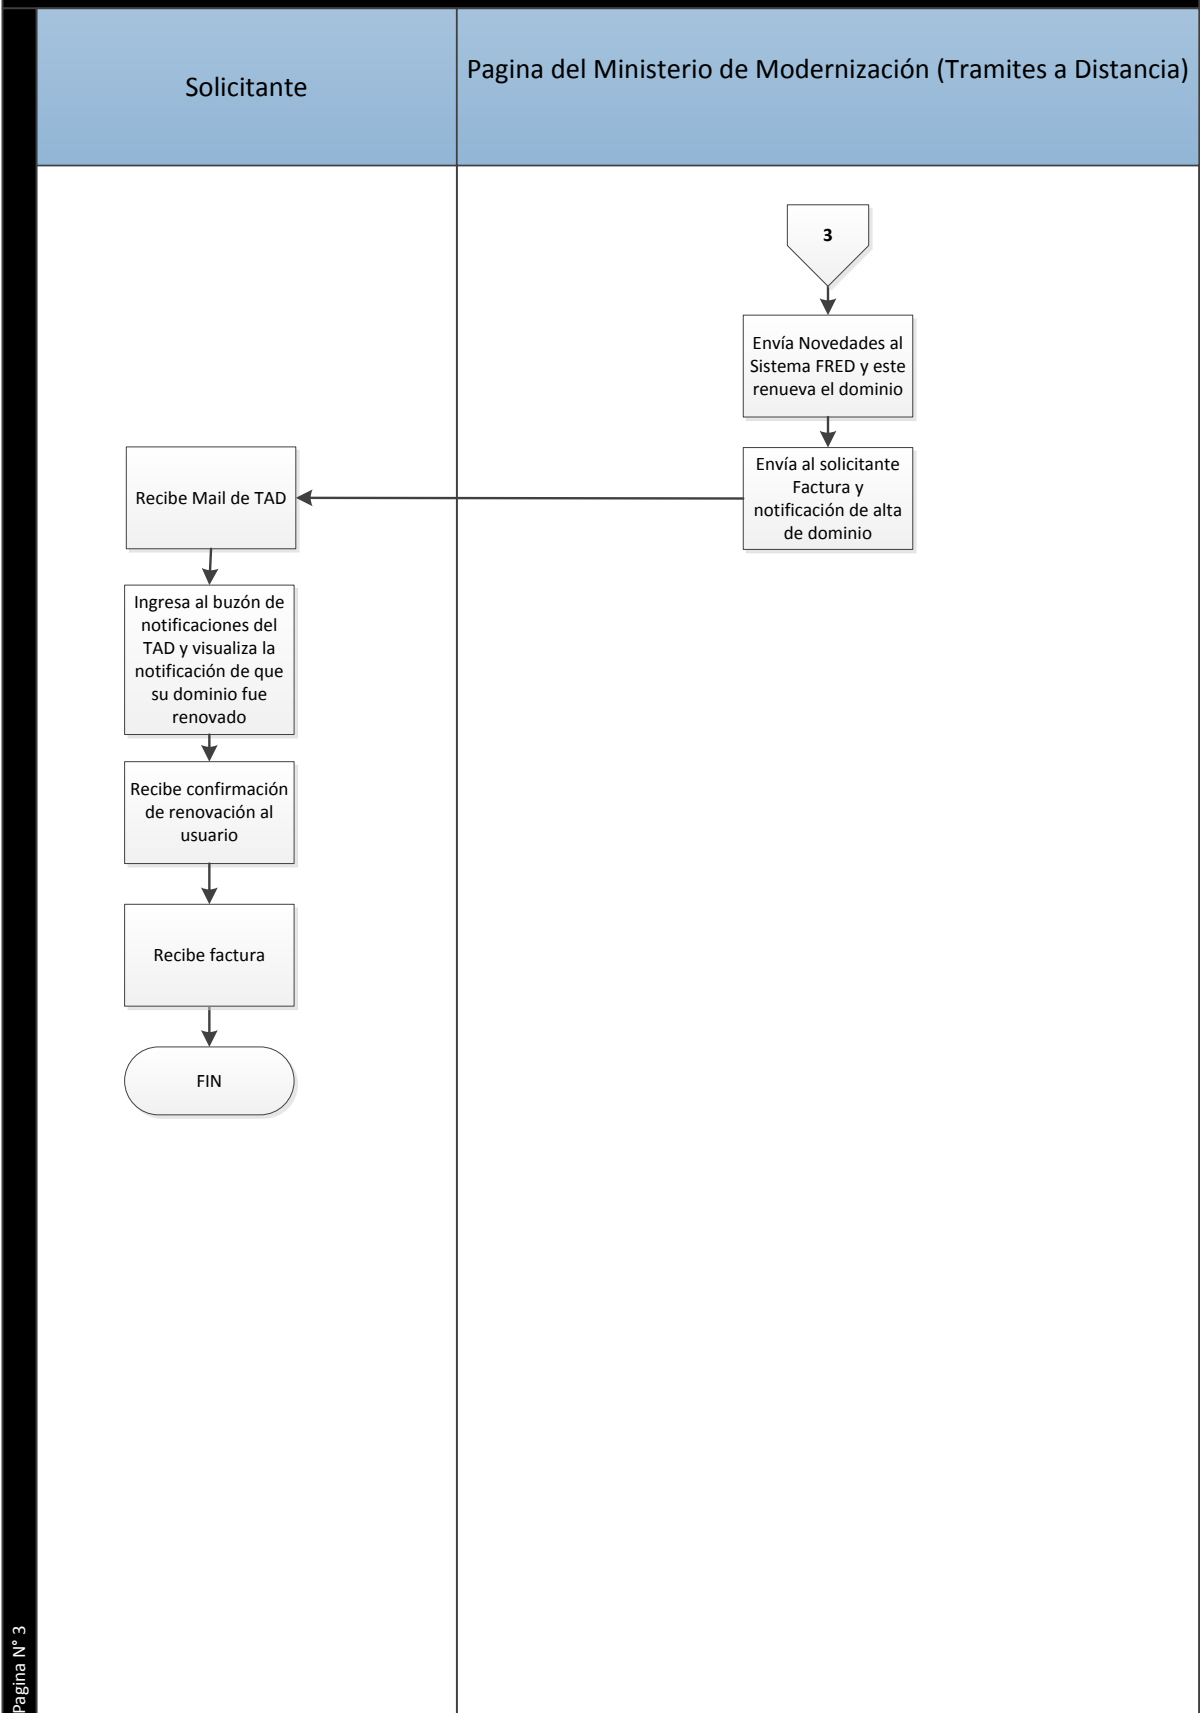 Solicitante
Pagina del Ministerio de Modernización (Tramites a Distancia)
3
Envía Novedades al
Sistema FRED y este
renueva el dominio
Envía al solicitante
Factura y
notificación de alta
de dominio
Recibe Mail de TAD
Ingresa al buzón de
notificaciones del
TAD y visualiza la
notificación de que
su dominio fue
renovado
Recibe confirmación
de renovación al
usuario
Recibe factura
FIN
Pagina N° 3